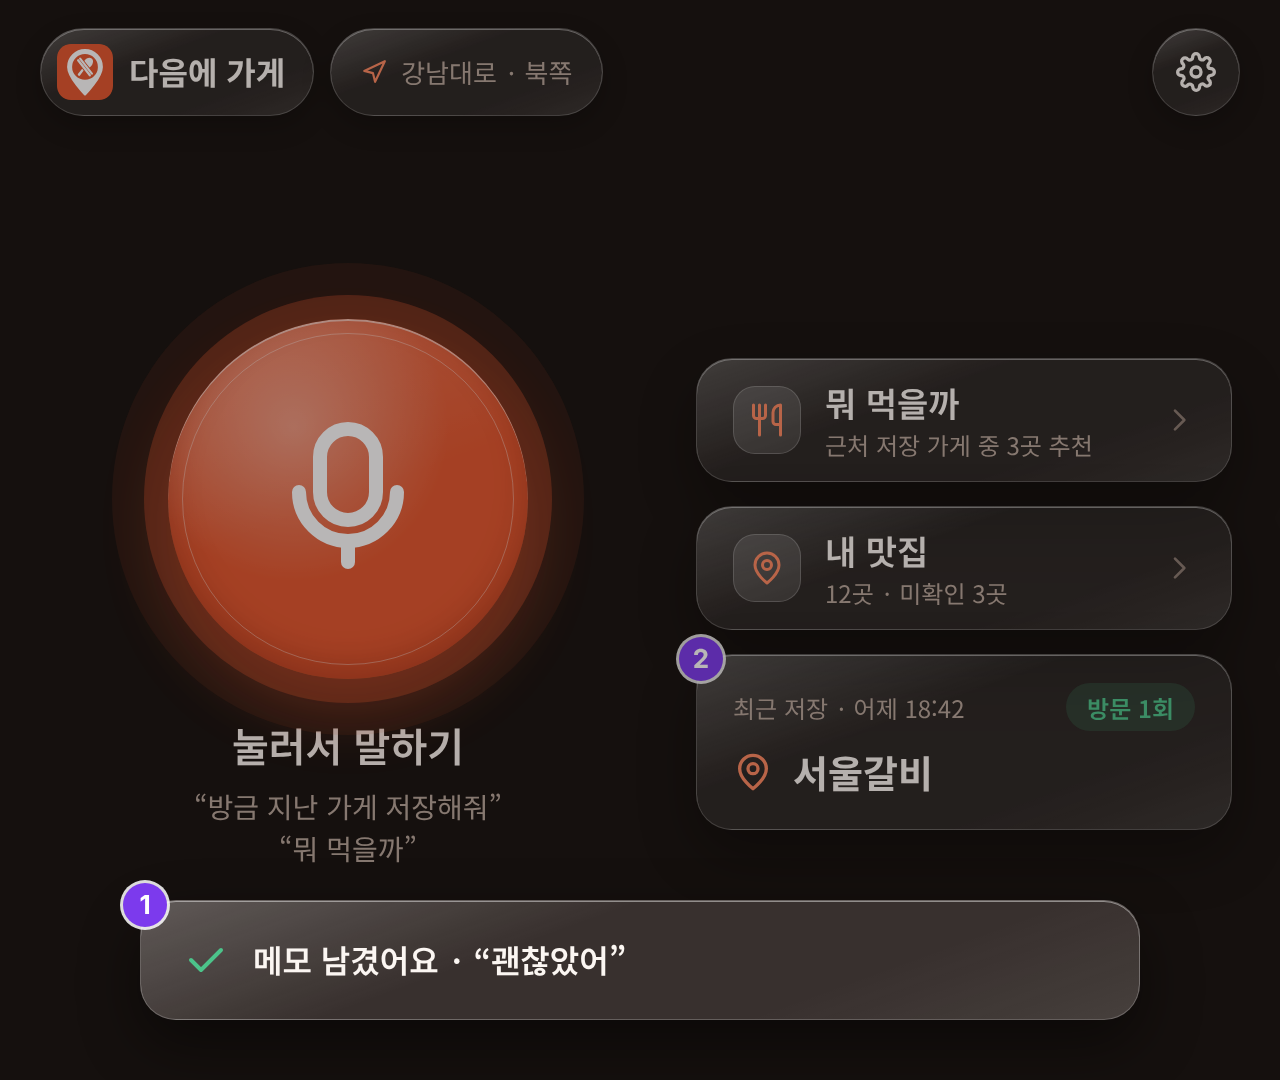 다음에 가게
강남대로 · 북쪽
눌러서 말하기
“방금 지난 가게 저장해줘”
“뭐 먹을까”
뭐 먹을까
근처 저장 가게 중 3곳 추천
내 맛집
12곳 · 미확인 3곳
2
최근 저장 · 어제 18:42
방문 1회
서울갈비
1
메모 남겼어요 · “괜찮았어”